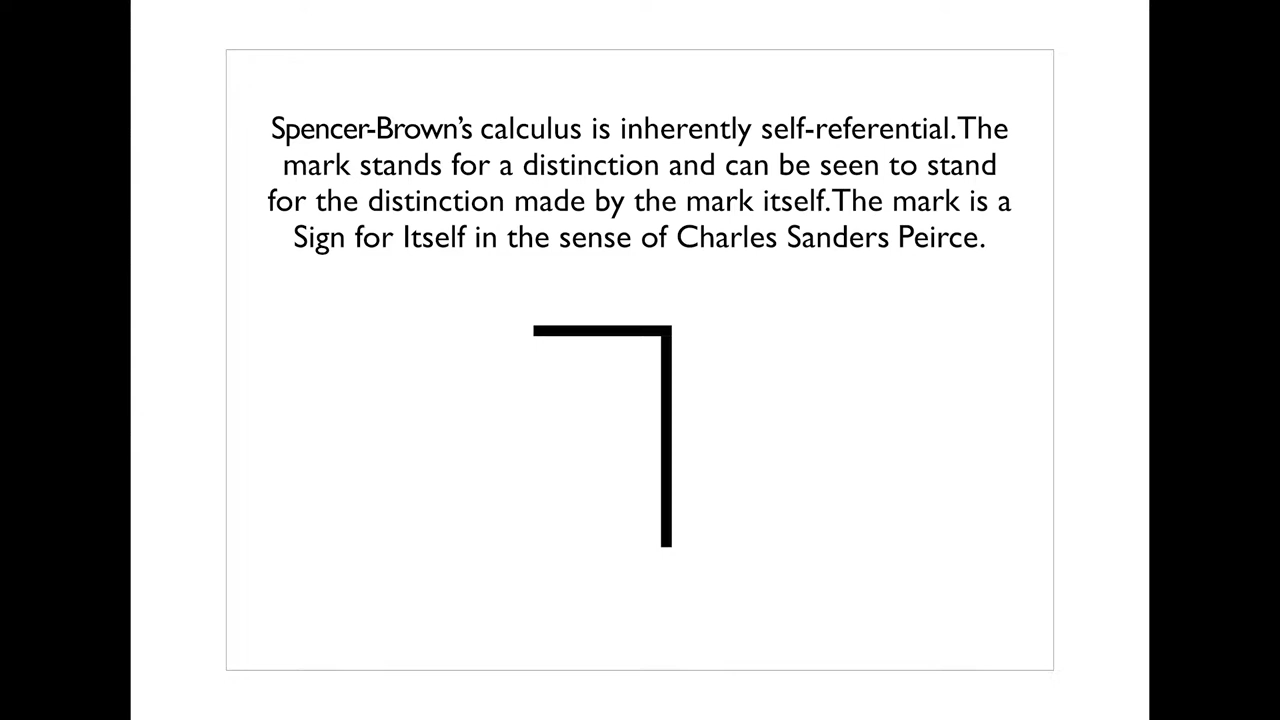 Spencer-Brown’s calculus is inherently self-referential.The
mark stands for a distinction and can be seen to stand
for the distinction made by the mark itself.The mark is a
Sign for Itself in the sense of Charles Sanders Peirce.